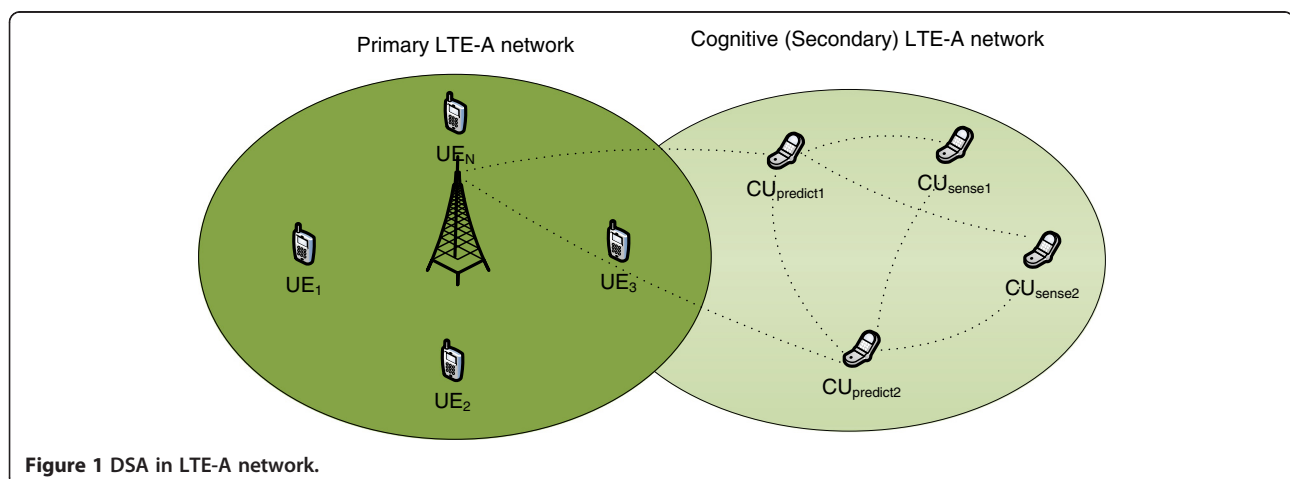 Primary LTE-A network
Cognitive (Secondary) LTE-A network
UE_N
CU_predict1
CU_sense1
UE_1
UE_3
CU_sense2
UE_2
CU_predict2
Figure 1 DSA in LTE-A network.